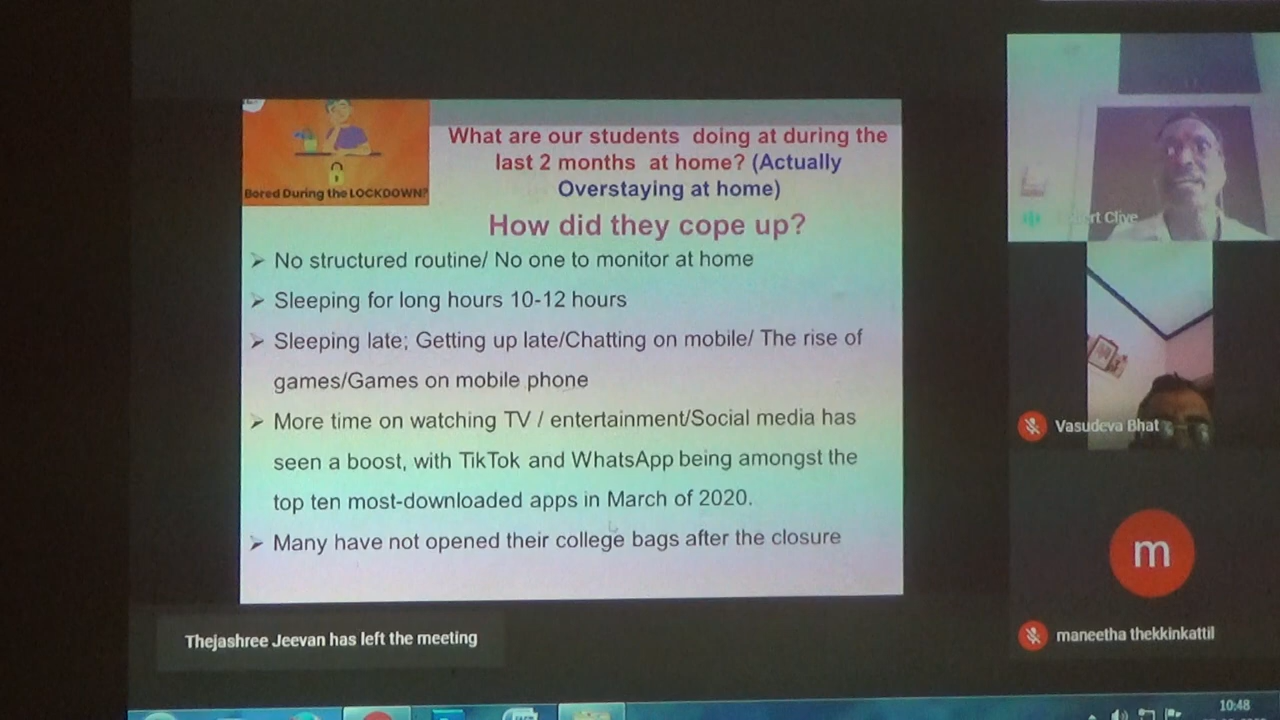 Bored During the LOCKDOWN?
What are our students doing at during the
last 2 months at home? (Actually
Overstaying at home)
How did they cope up?
No structured routine/ No one to monitor at home
Sleeping for long hours 10-12 hours
Sleeping late; Getting up late/Chatting on mobile/ The rise of
games/Games on mobile phone
More time on watching TV / entertainment/Social media has
seen a boost, with TikTok and WhatsApp being amongst the
top ten most-downloaded apps in March of 2020.
Many have not opened their college bags after the closure
Thejashree Jeevan has left the meeting
Clive
Vasudeva Bhat
m
maneetha thekkinkattil
10:48